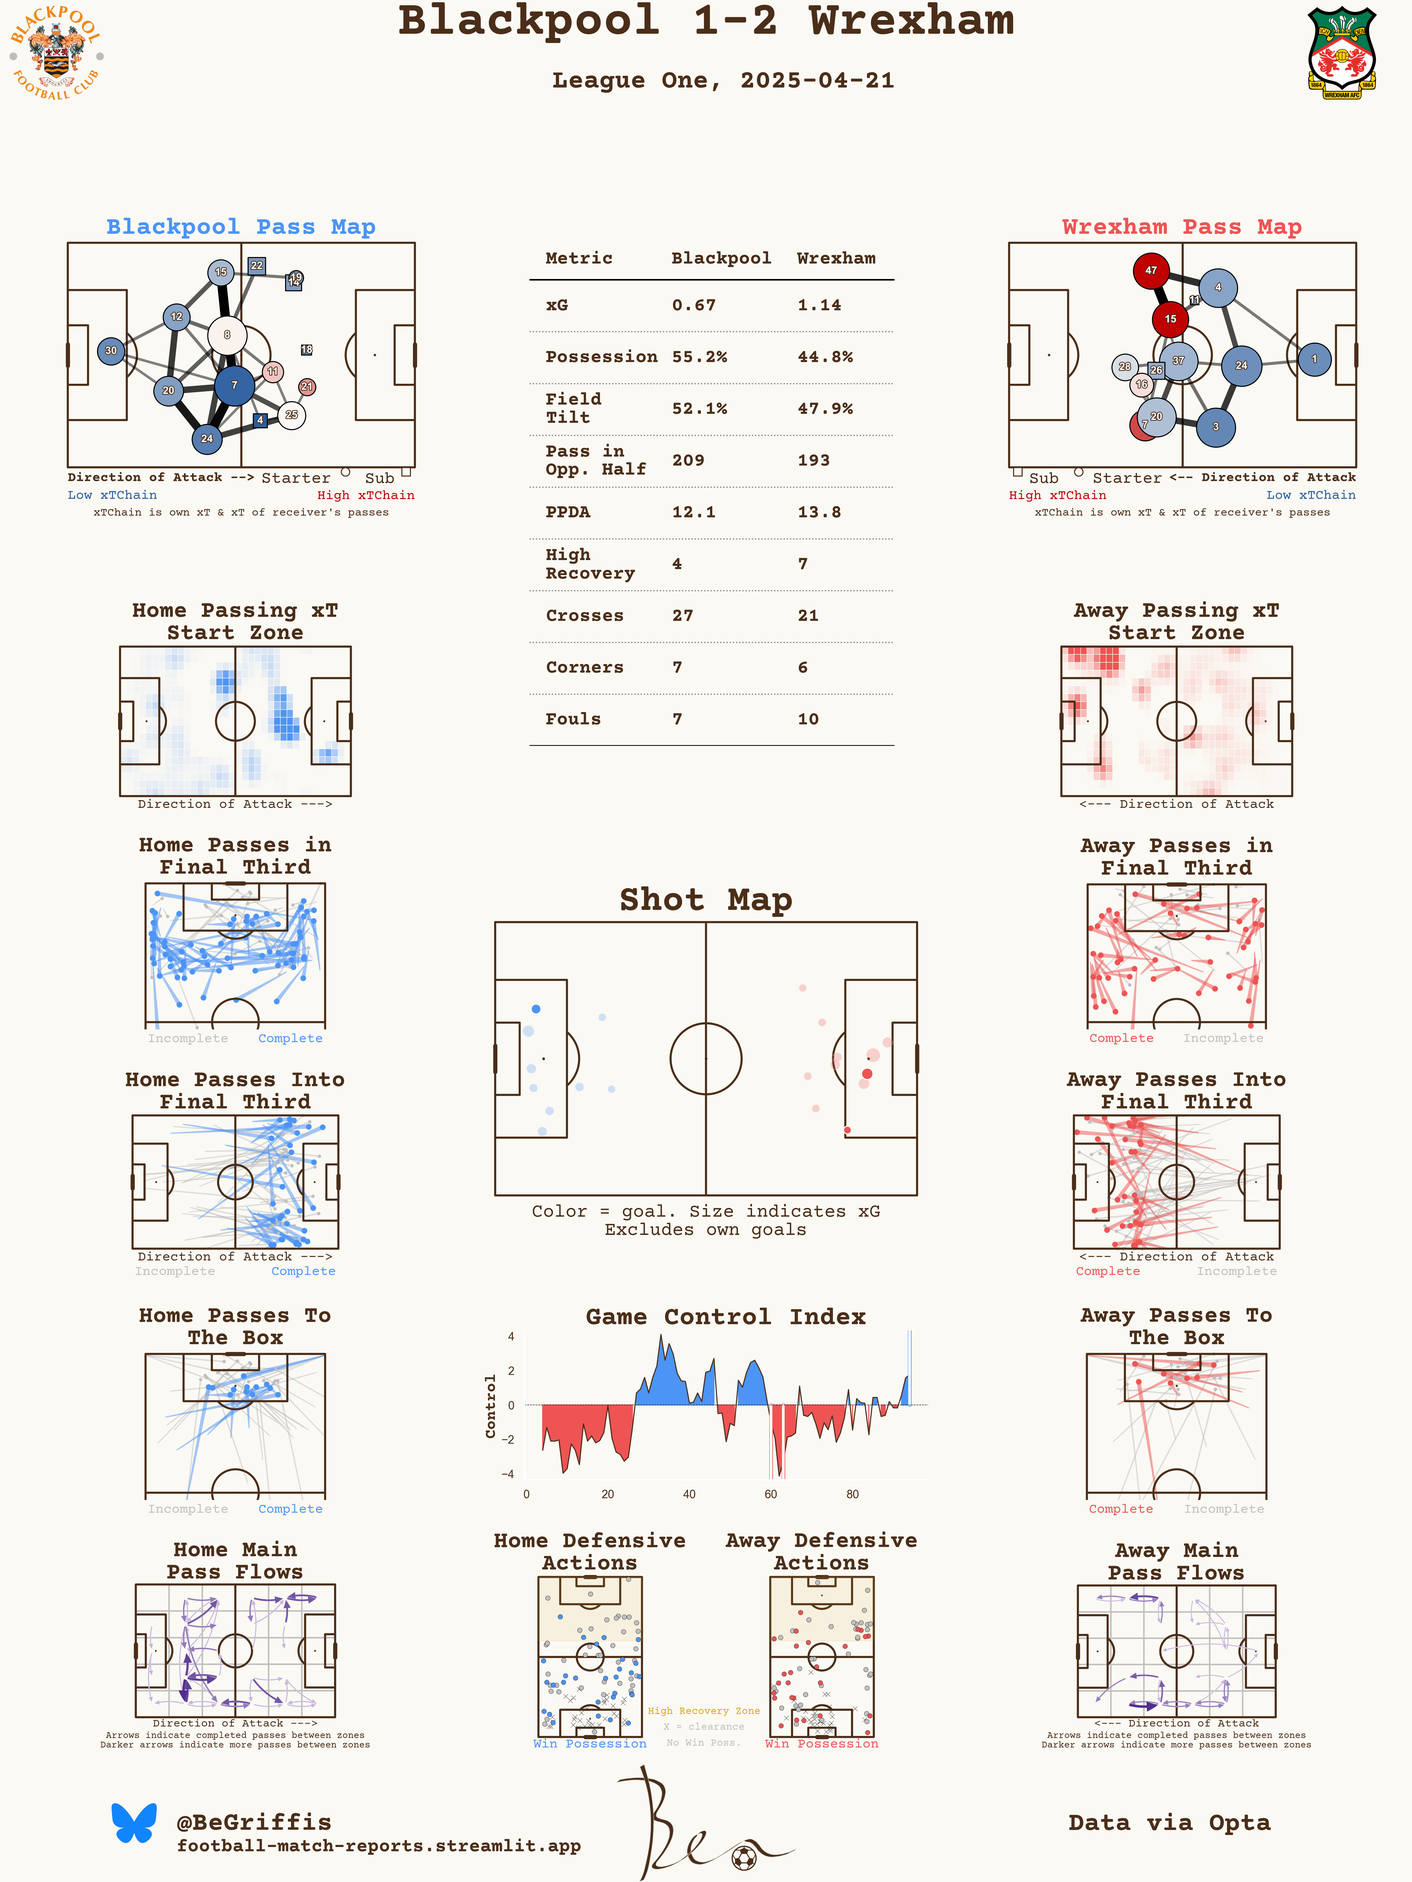 Blackpool 1-2 Wrexham
League One, 2025-04-21
BLACKPOOL
FOOTBALL CLUB
1864 1864
WREXHAM AFC
Blackpool Pass Map
30
12
20
15
8
7
24
22
19
14
18
11
21
4
25
Direction of Attack --> Starter Sub
Low xTChain High xTChain
xTChain is own xT & xT of receiver's passes
Metric Blackpool Wrexham
xG 0.67 1.14
Possession 55.2% 44.8%
Field
Tilt 52.1% 47.9%
Pass in
Opp. Half 209 193
PPDA 12.1 13.8
High
Recovery 4 7
Crosses 27 21
Corners 7 6
Fouls 7 10
Wrexham Pass Map
47
4
11
15
28
37
26
16
24
1
7
20
3
Sub Starter <-- Direction of Attack
High xTChain Low xTChain
xTChain is own xT & xT of receiver's passes
Home Passing xT
Start Zone
Direction of Attack --->
Away Passing xT
Start Zone
<--- Direction of Attack
Home Passes in
Final Third
Incomplete Complete
Away Passes in
Final Third
Complete Incomplete
Shot Map
Color = goal. Size indicates xG
Excludes own goals
Home Passes Into
Final Third
Direction of Attack --->
Incomplete Complete
Away Passes Into
Final Third
<--- Direction of Attack
Complete Incomplete
Home Passes To
The Box
Incomplete Complete
Game Control Index
Control
4
2
0
−2
−4
0 20 40 60 80
Away Passes To
The Box
Complete Incomplete
Home Main
Pass Flows
Direction of Attack --->
Arrows indicate completed passes between zones
Darker arrows indicate more passes between zones
Home Defensive
Actions
Win Possession
High Recovery Zone
X = clearance
No Win Poss.
Away Defensive
Actions
Win Possession
Away Main
Pass Flows
<--- Direction of Attack
Arrows indicate completed passes between zones
Darker arrows indicate more passes between zones
@BeGriffis
football-match-reports.streamlit.app
Ben
Data via Opta